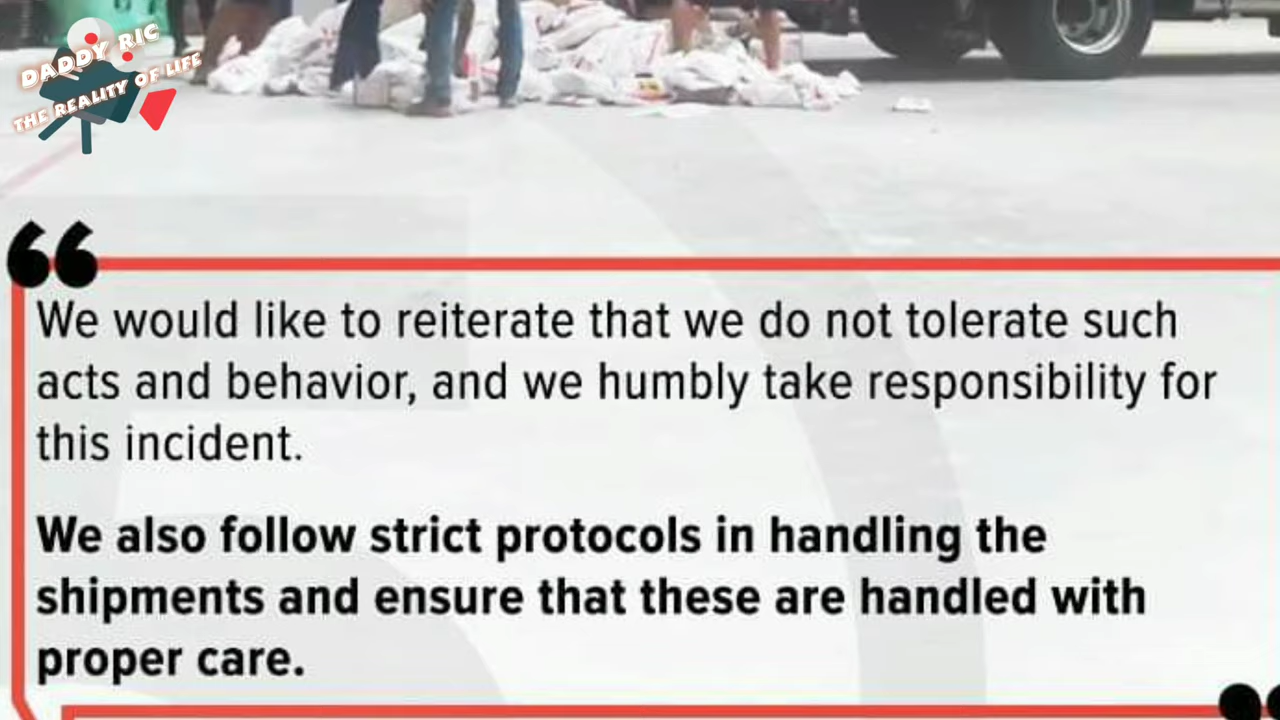 DADDY RIC
THE REALITY OF LIFE
“
We would like to reiterate that we do not tolerate such
acts and behavior, and we humbly take responsibility for
this incident.
We also follow strict protocols in handling the
shipments and ensure that these are handled with
proper care.
”